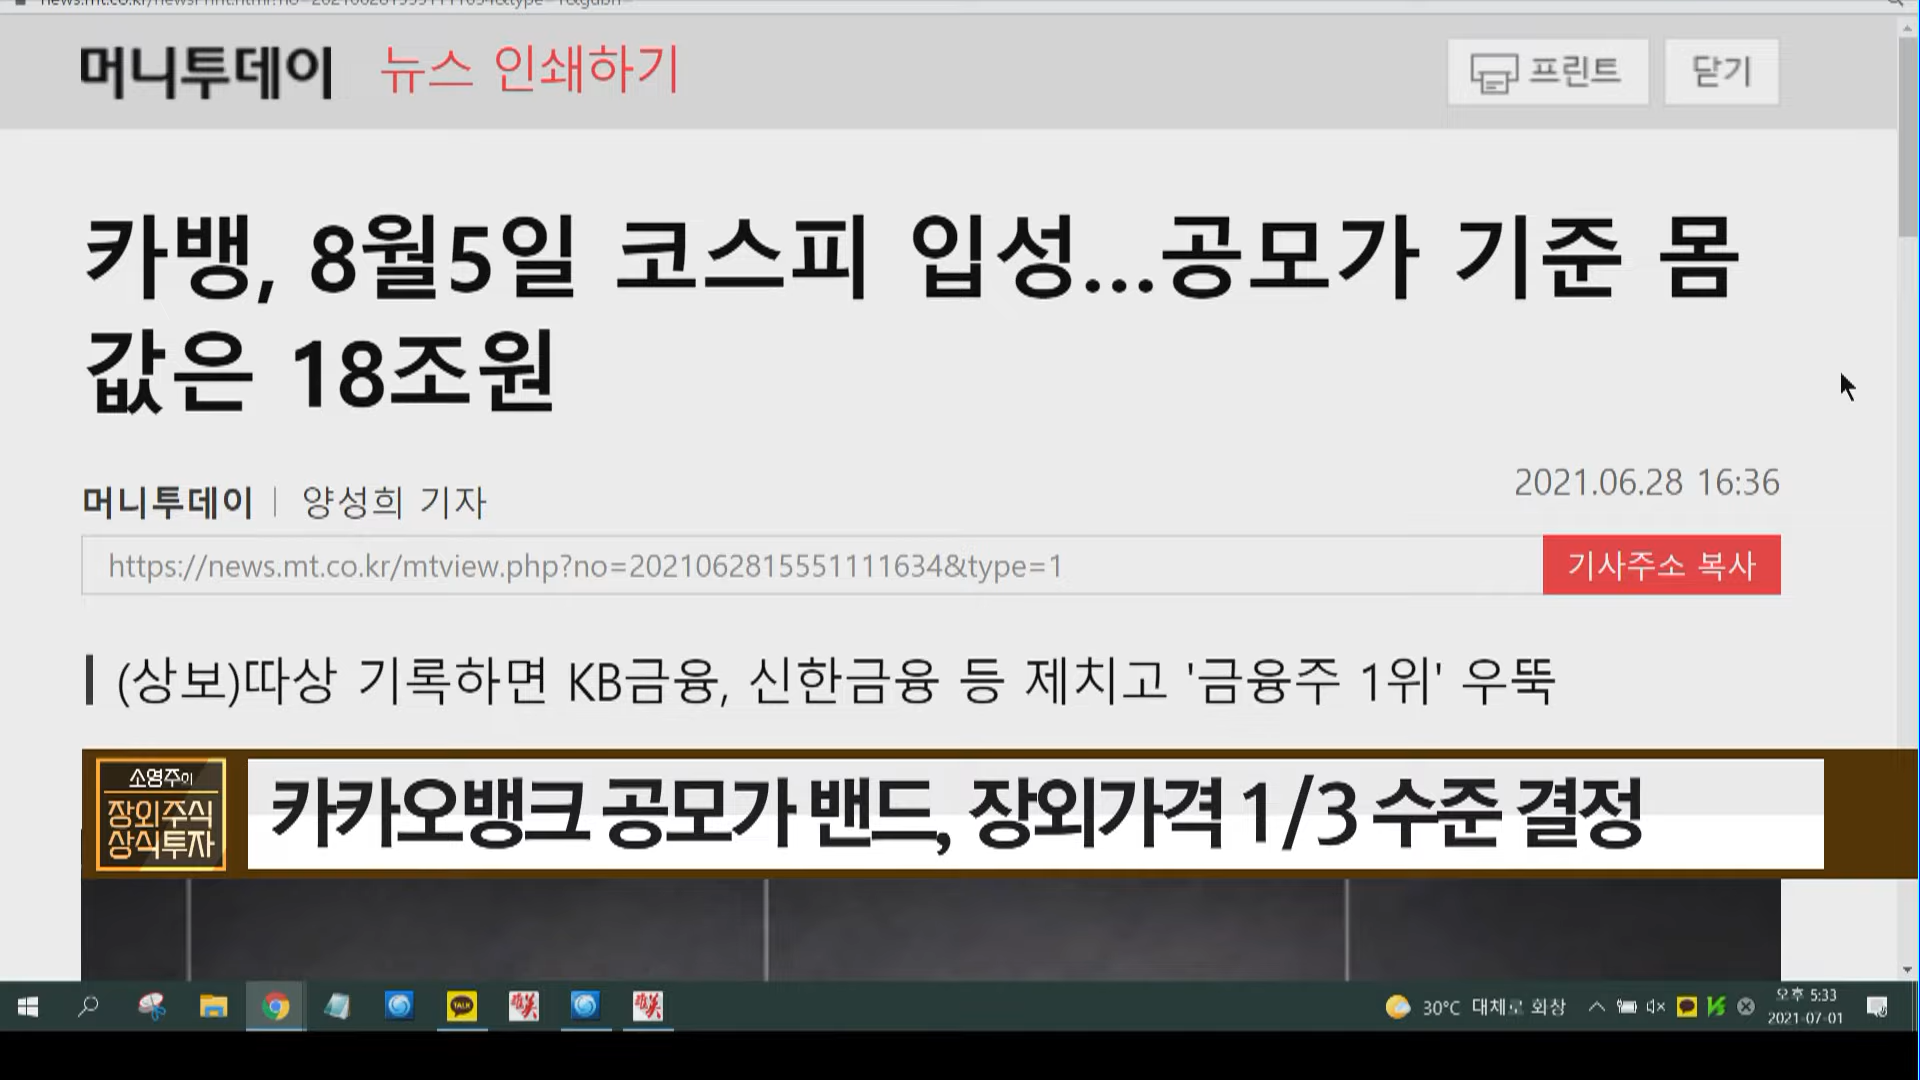 머니투데이 뉴스 인쇄하기 프린트 닫기
카뱅, 8월5일 코스피 입성...공모가 기준 몸
값은 18조원
머니투데이 양성희 기자 2021.06.28 16:36
https://news.mt.co.kr/mtview.php?no=2021062815551111634&type=1 기사주소 복사
(상보)따상 기록하면 KB금융, 신한금융 등 제치고 '금융주 1위' 우뚝
소영주의
장외주식
상식투자
카카오뱅크 공모가 밴드, 장외가격 1/3 수준 결정
TALK
30°C 대체로 화창 오후 5:33
2021-07-01